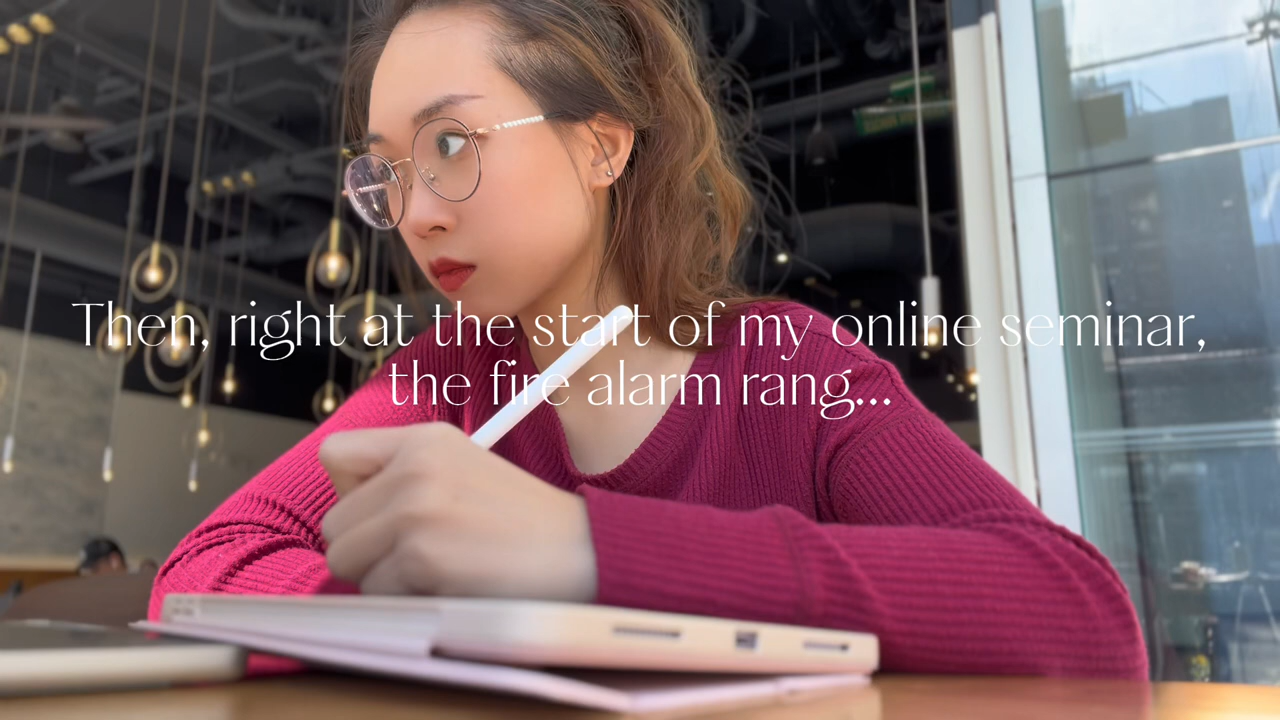 Then, right at the start of my online seminar,
the fire alarm rang...